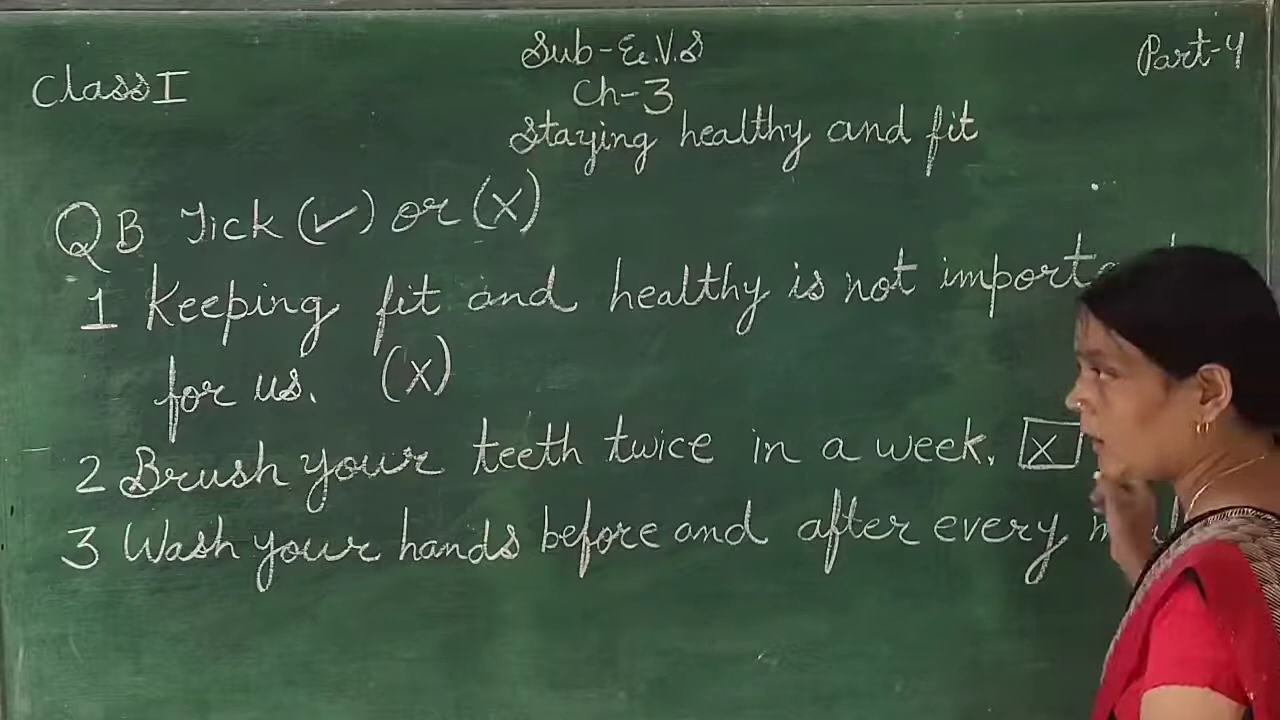 Sub-E.V.S
Part-4
Class I
Ch-3
Staying healthy and fit
QB Tick (✓) or (X)
1 Keeping fit and healthy is not
for us. (X)
2 Brush your teeth twice in a week. X
3 Wash your hands before and after every